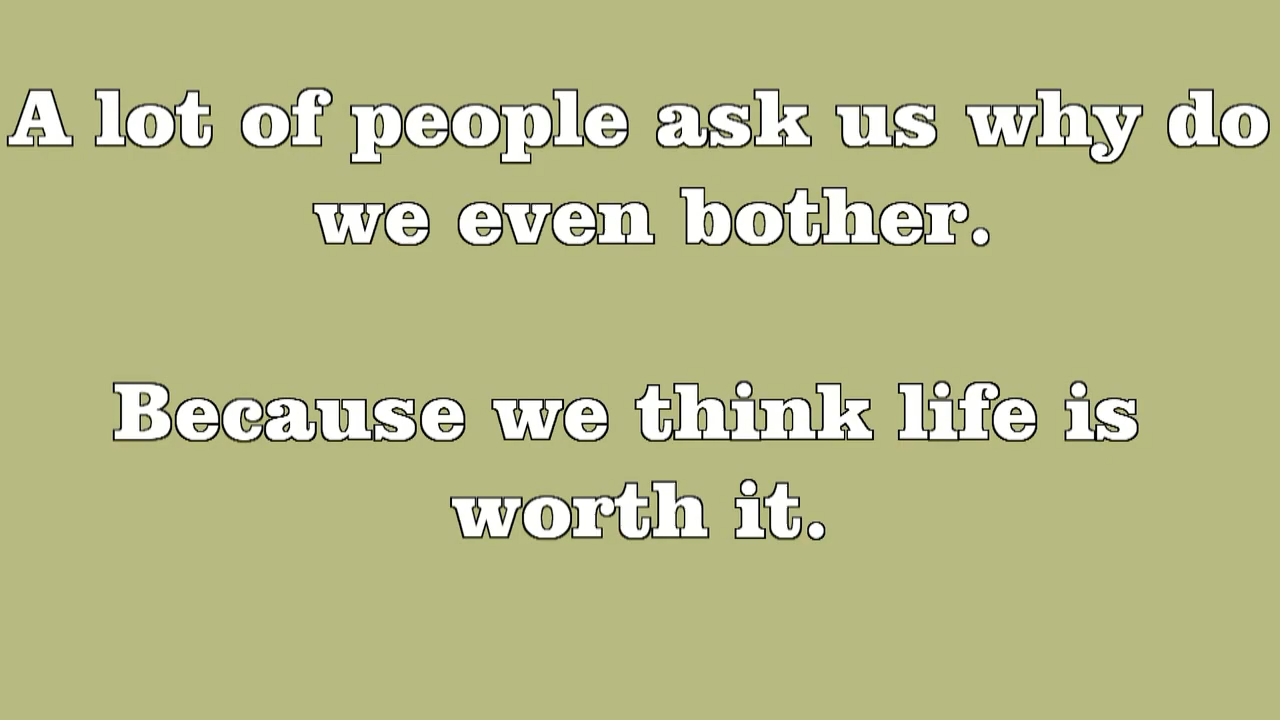 A lot of people ask us why do
we even bother.
Because we think life is
worth it.